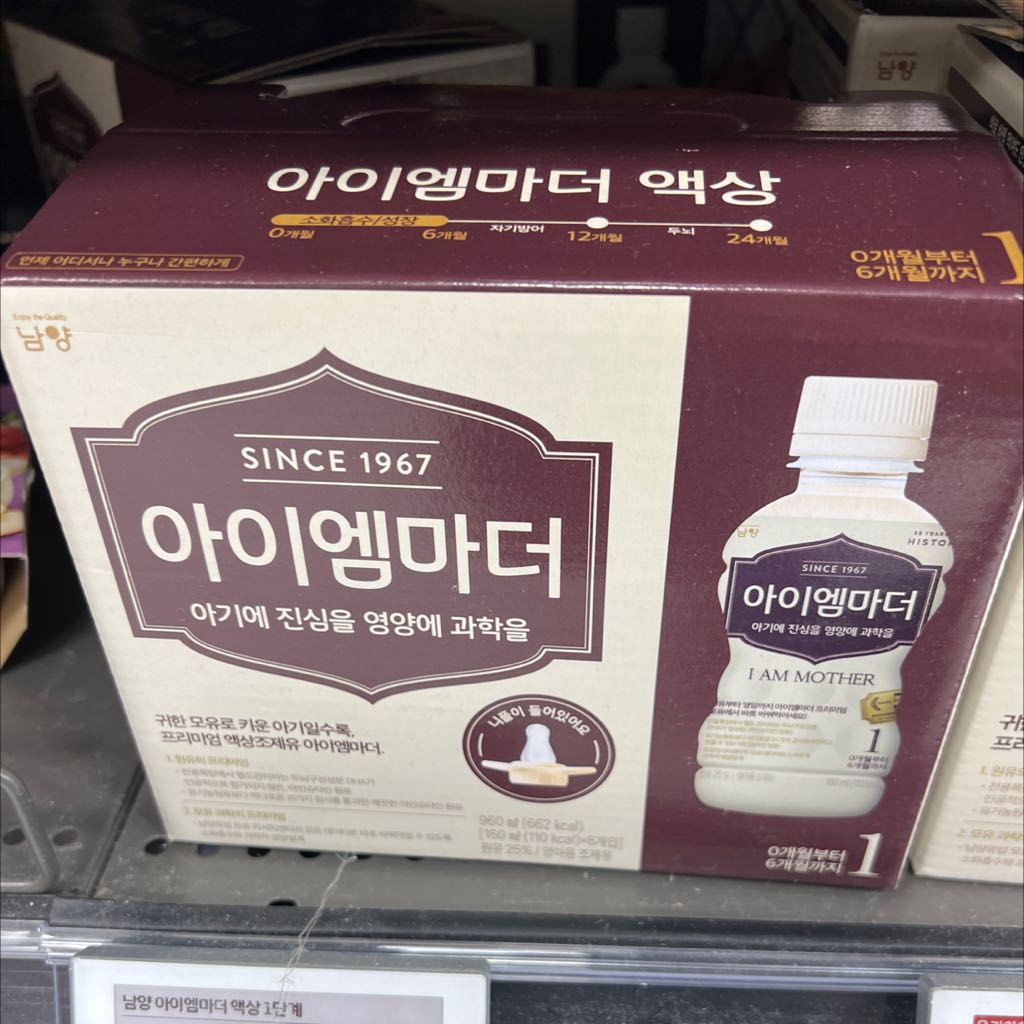 남양
아이엠마더 액상
소화흡수/성장
0개월
6개월
자기방어
12개월
두뇌
24개월
언제 어디서나 누구나 간편하게
0개월부터
6개월까지
1
Enjoy the Quality
남양
SINCE 1967
아이엠마더
아기에 진심을 영양에 과학을
귀한 모유로 키운 아기일수록,
프리미엄 액상조제유 아이엠마더.
1. 원유의 프리미엄
2. 모유 과학의 프리미엄
니플이 들어있어요
960 ㎖ (662 kcal)
[160 ㎖ (110 kcal)×6개입]
원유 25% / 영아용 조제유
남양
HISTO
SINCE 1967
아이엠마더
아기에 진심을 영양에 과학을
I AM MOTHER
1
0개월부터
6개월까지
0개월부터
6개월까지
1
남양 아이엠마더 액상 1단계